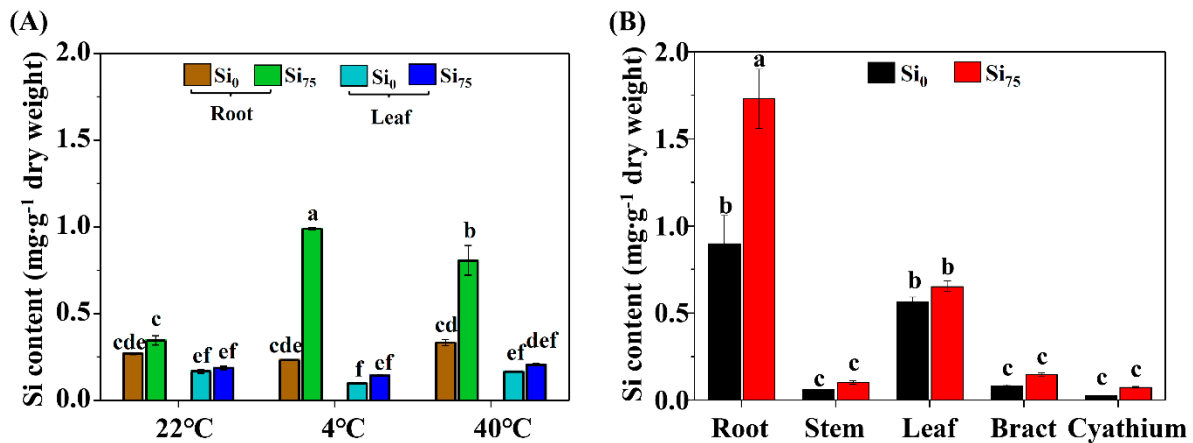 (A)
Si content (mg·g⁻¹ dry weight)
2.0
1.5
1.0
0.5
0.0
Si₀ Si₇₅ Si₀ Si₇₅
Root Leaf
cde c ef ef
cde a f ef
cd b ef def
22°C 4°C 40°C
(B)
Si content (mg·g⁻¹ dry weight)
2.0
1.5
1.0
0.5
0.0
Si₀ Si₇₅
b a
c c
b b
c c
c c
Root Stem Leaf Bract Cyathium